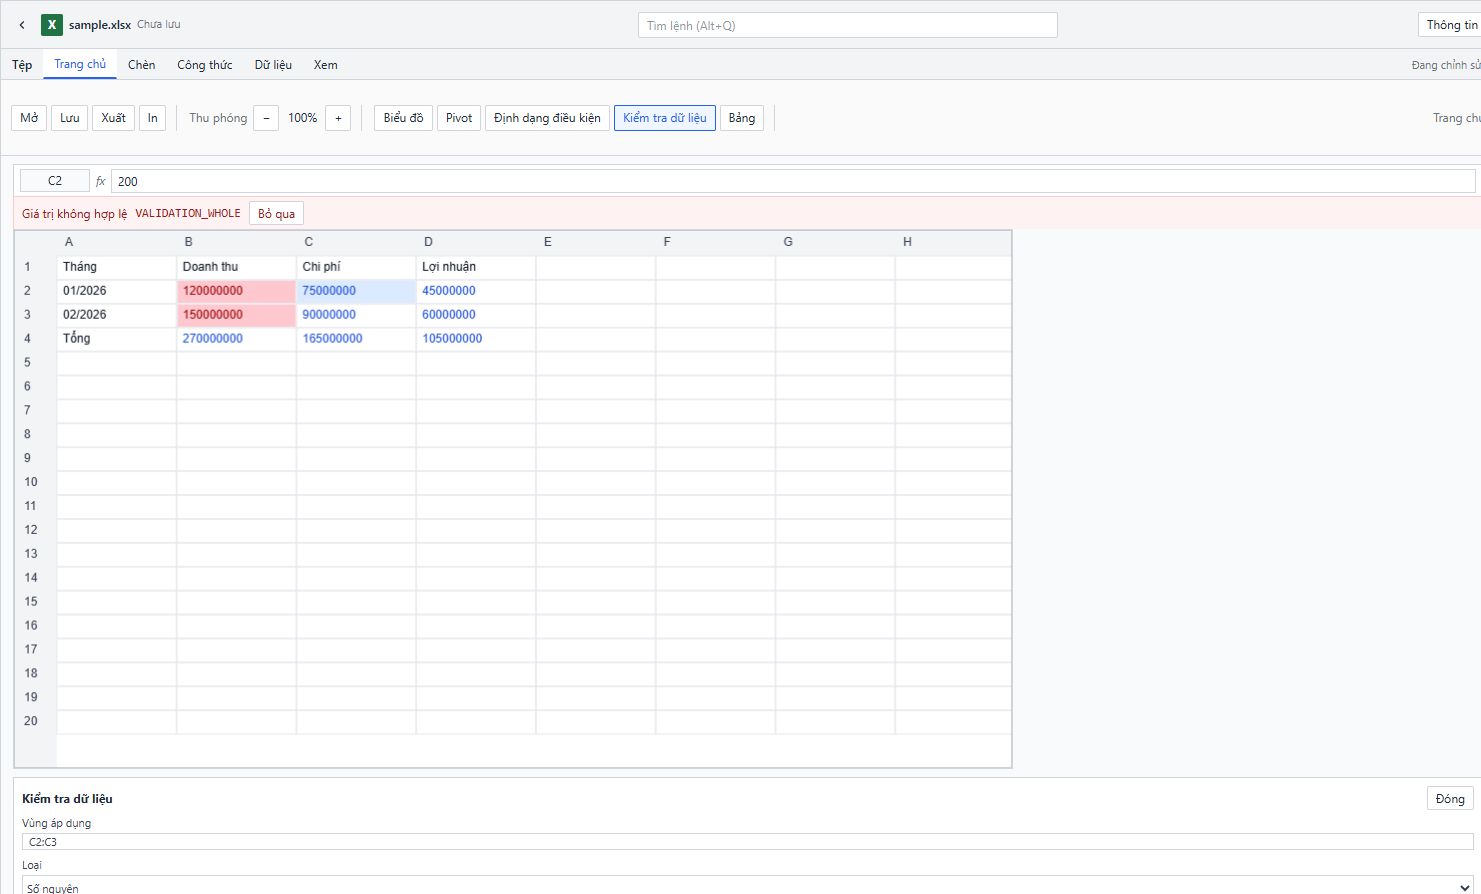 X sample.xlsx Chưa lưu Tìm lệnh (Alt+Q) Thông tin
Tệp Trang chủ Chèn Công thức Dữ liệu Xem Đang chỉnh sử
Mở Lưu Xuất In Thu phóng − 100% + Biểu đồ Pivot Định dạng điều kiện Kiểm tra dữ liệu Bảng Trang chủ
C2 fx 200
Giá trị không hợp lệ VALIDATION_WHOLE Bỏ qua
A B C D E F G H
1 Tháng Doanh thu Chi phí Lợi nhuận
2 01/2026 120000000 75000000 45000000
3 02/2026 150000000 90000000 60000000
4 Tổng 270000000 165000000 105000000
5
6
7
8
9
10
11
12
13
14
15
16
17
18
19
20
Kiểm tra dữ liệu Đóng
Vùng áp dụng
C2:C3
Loại
Số nguyên